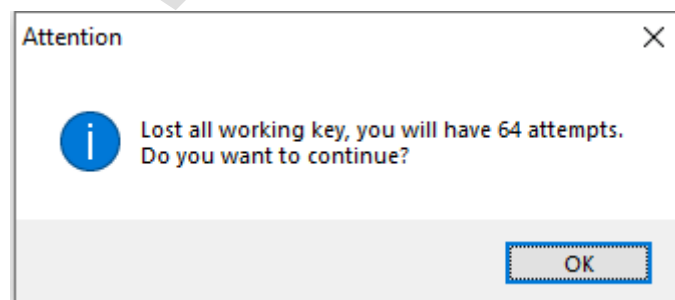 Attention
Lost all working key, you will have 64 attempts.
Do you want to continue?
OK